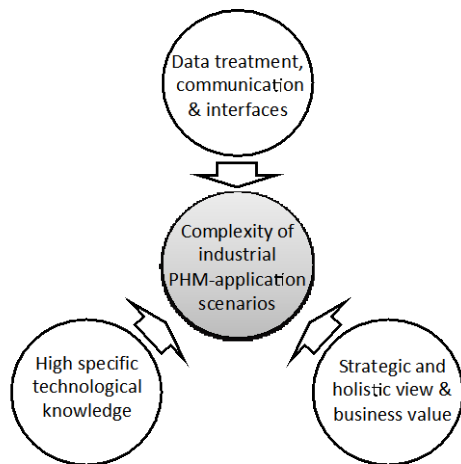 Data treatment,
communication
& interfaces
Complexity of
industrial
PHM-application
scenarios
High specific
technological
knowledge
Strategic and
holistic view &
business value